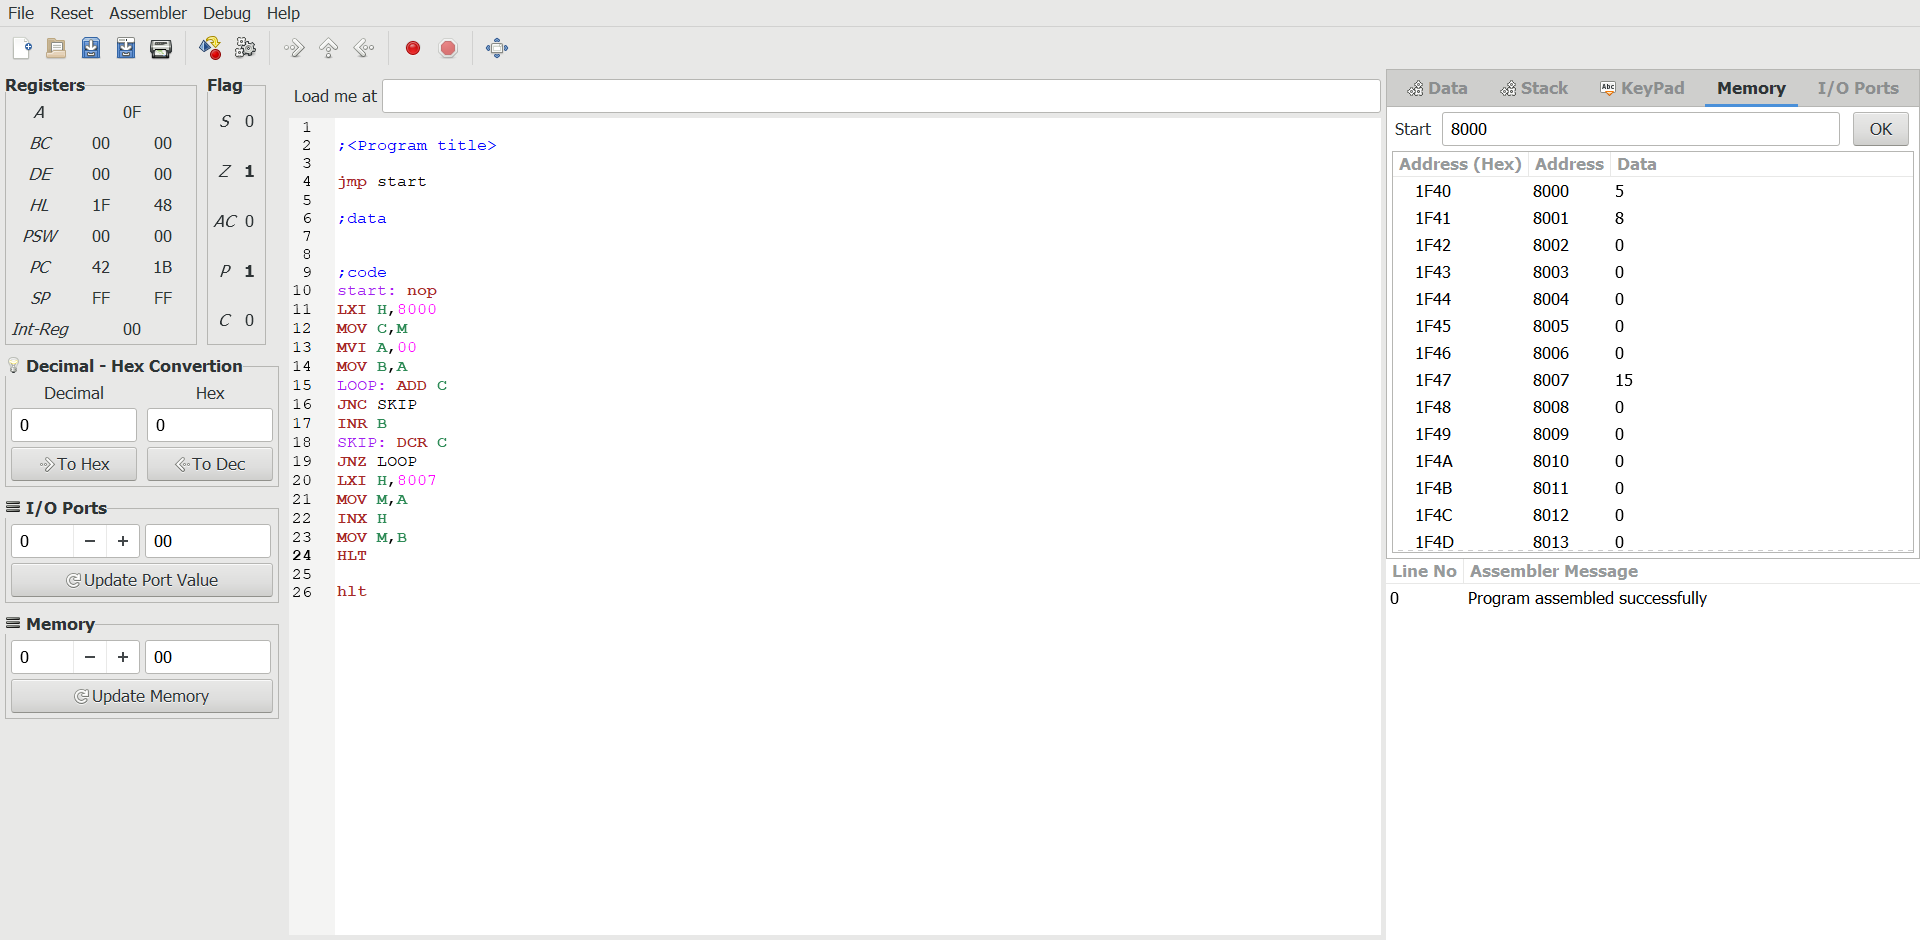 File Reset Assembler Debug Help
Registers
A 0F
BC 00 00
DE 00 00
HL 1F 48
PSW 00 00
PC 42 1B
SP FF FF
Int-Reg 00
Flag
S 0
Z 1
AC 0
P 1
C 0
Decimal - Hex Convertion
Decimal Hex
0 0
To Hex To Dec
I/O Ports
0 − + 00
Update Port Value
Memory
0 − + 00
Update Memory
Load me at
1
2 ;<Program title>
3
4 jmp start
5
6 ;data
7
8
9 ;code
10 start: nop
11 LXI H,8000
12 MOV C,M
13 MVI A,00
14 MOV B,A
15 LOOP: ADD C
16 JNC SKIP
17 INR B
18 SKIP: DCR C
19 JNZ LOOP
20 LXI H,8007
21 MOV M,A
22 INX H
23 MOV M,B
24 HLT
25
26 hlt
Data Stack Abc KeyPad Memory I/O Ports
Start 8000 OK
Address (Hex) Address Data
1F40 8000 5
1F41 8001 8
1F42 8002 0
1F43 8003 0
1F44 8004 0
1F45 8005 0
1F46 8006 0
1F47 8007 15
1F48 8008 0
1F49 8009 0
1F4A 8010 0
1F4B 8011 0
1F4C 8012 0
1F4D 8013 0
Line No Assembler Message
0 Program assembled successfully